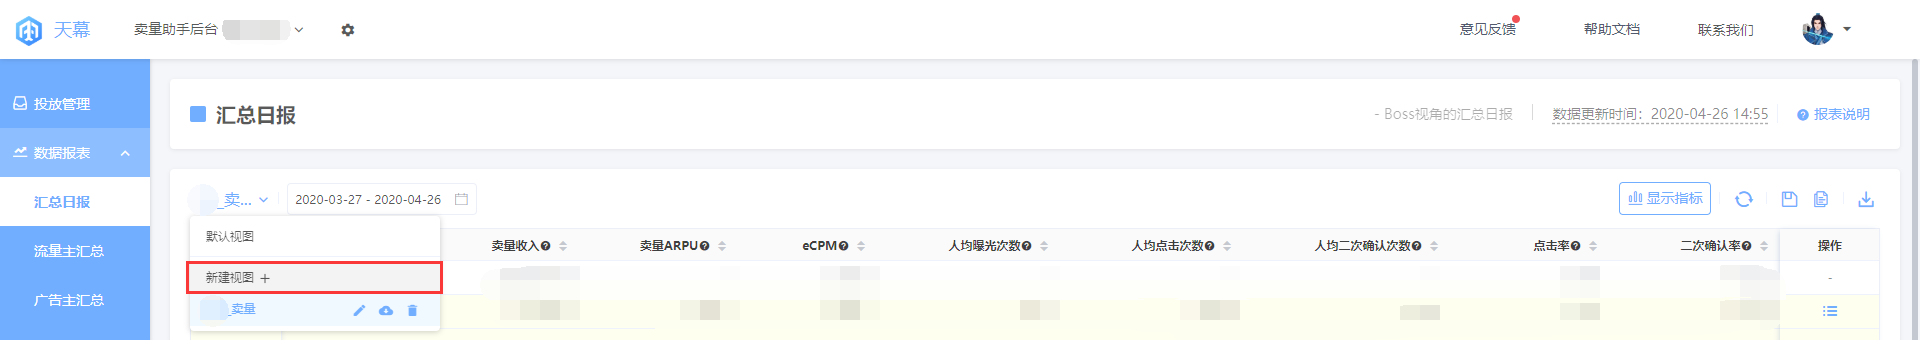 天幕
卖量助手后台
意见反馈
帮助文档
联系我们
投放管理
数据报表
汇总日报
流量主汇总
广告主汇总
汇总日报
- Boss视角的汇总日报
数据更新时间：2020-04-26 14:55
报表说明
_卖...
2020-03-27 - 2020-04-26
显示指标
默认视图
新建视图 +
_卖量
卖量收入
卖量ARPU
eCPM
人均曝光次数
人均点击次数
人均二次确认次数
点击率
二次确认率
操作
-